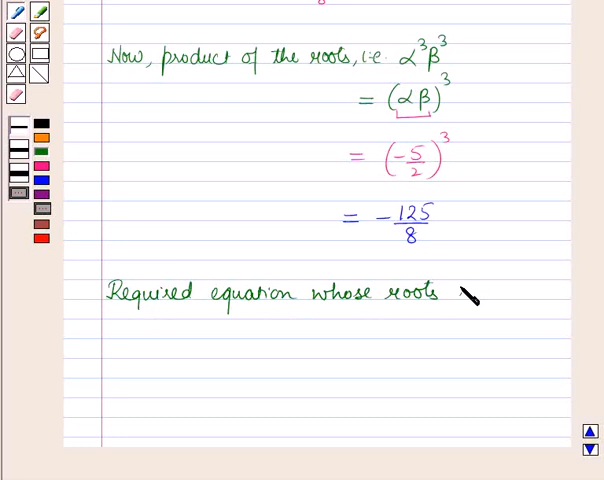 Now, product of the roots, i.e. α³β³
= (αβ)³
= (-5/2)³
= -125/8
Required equation whose roots